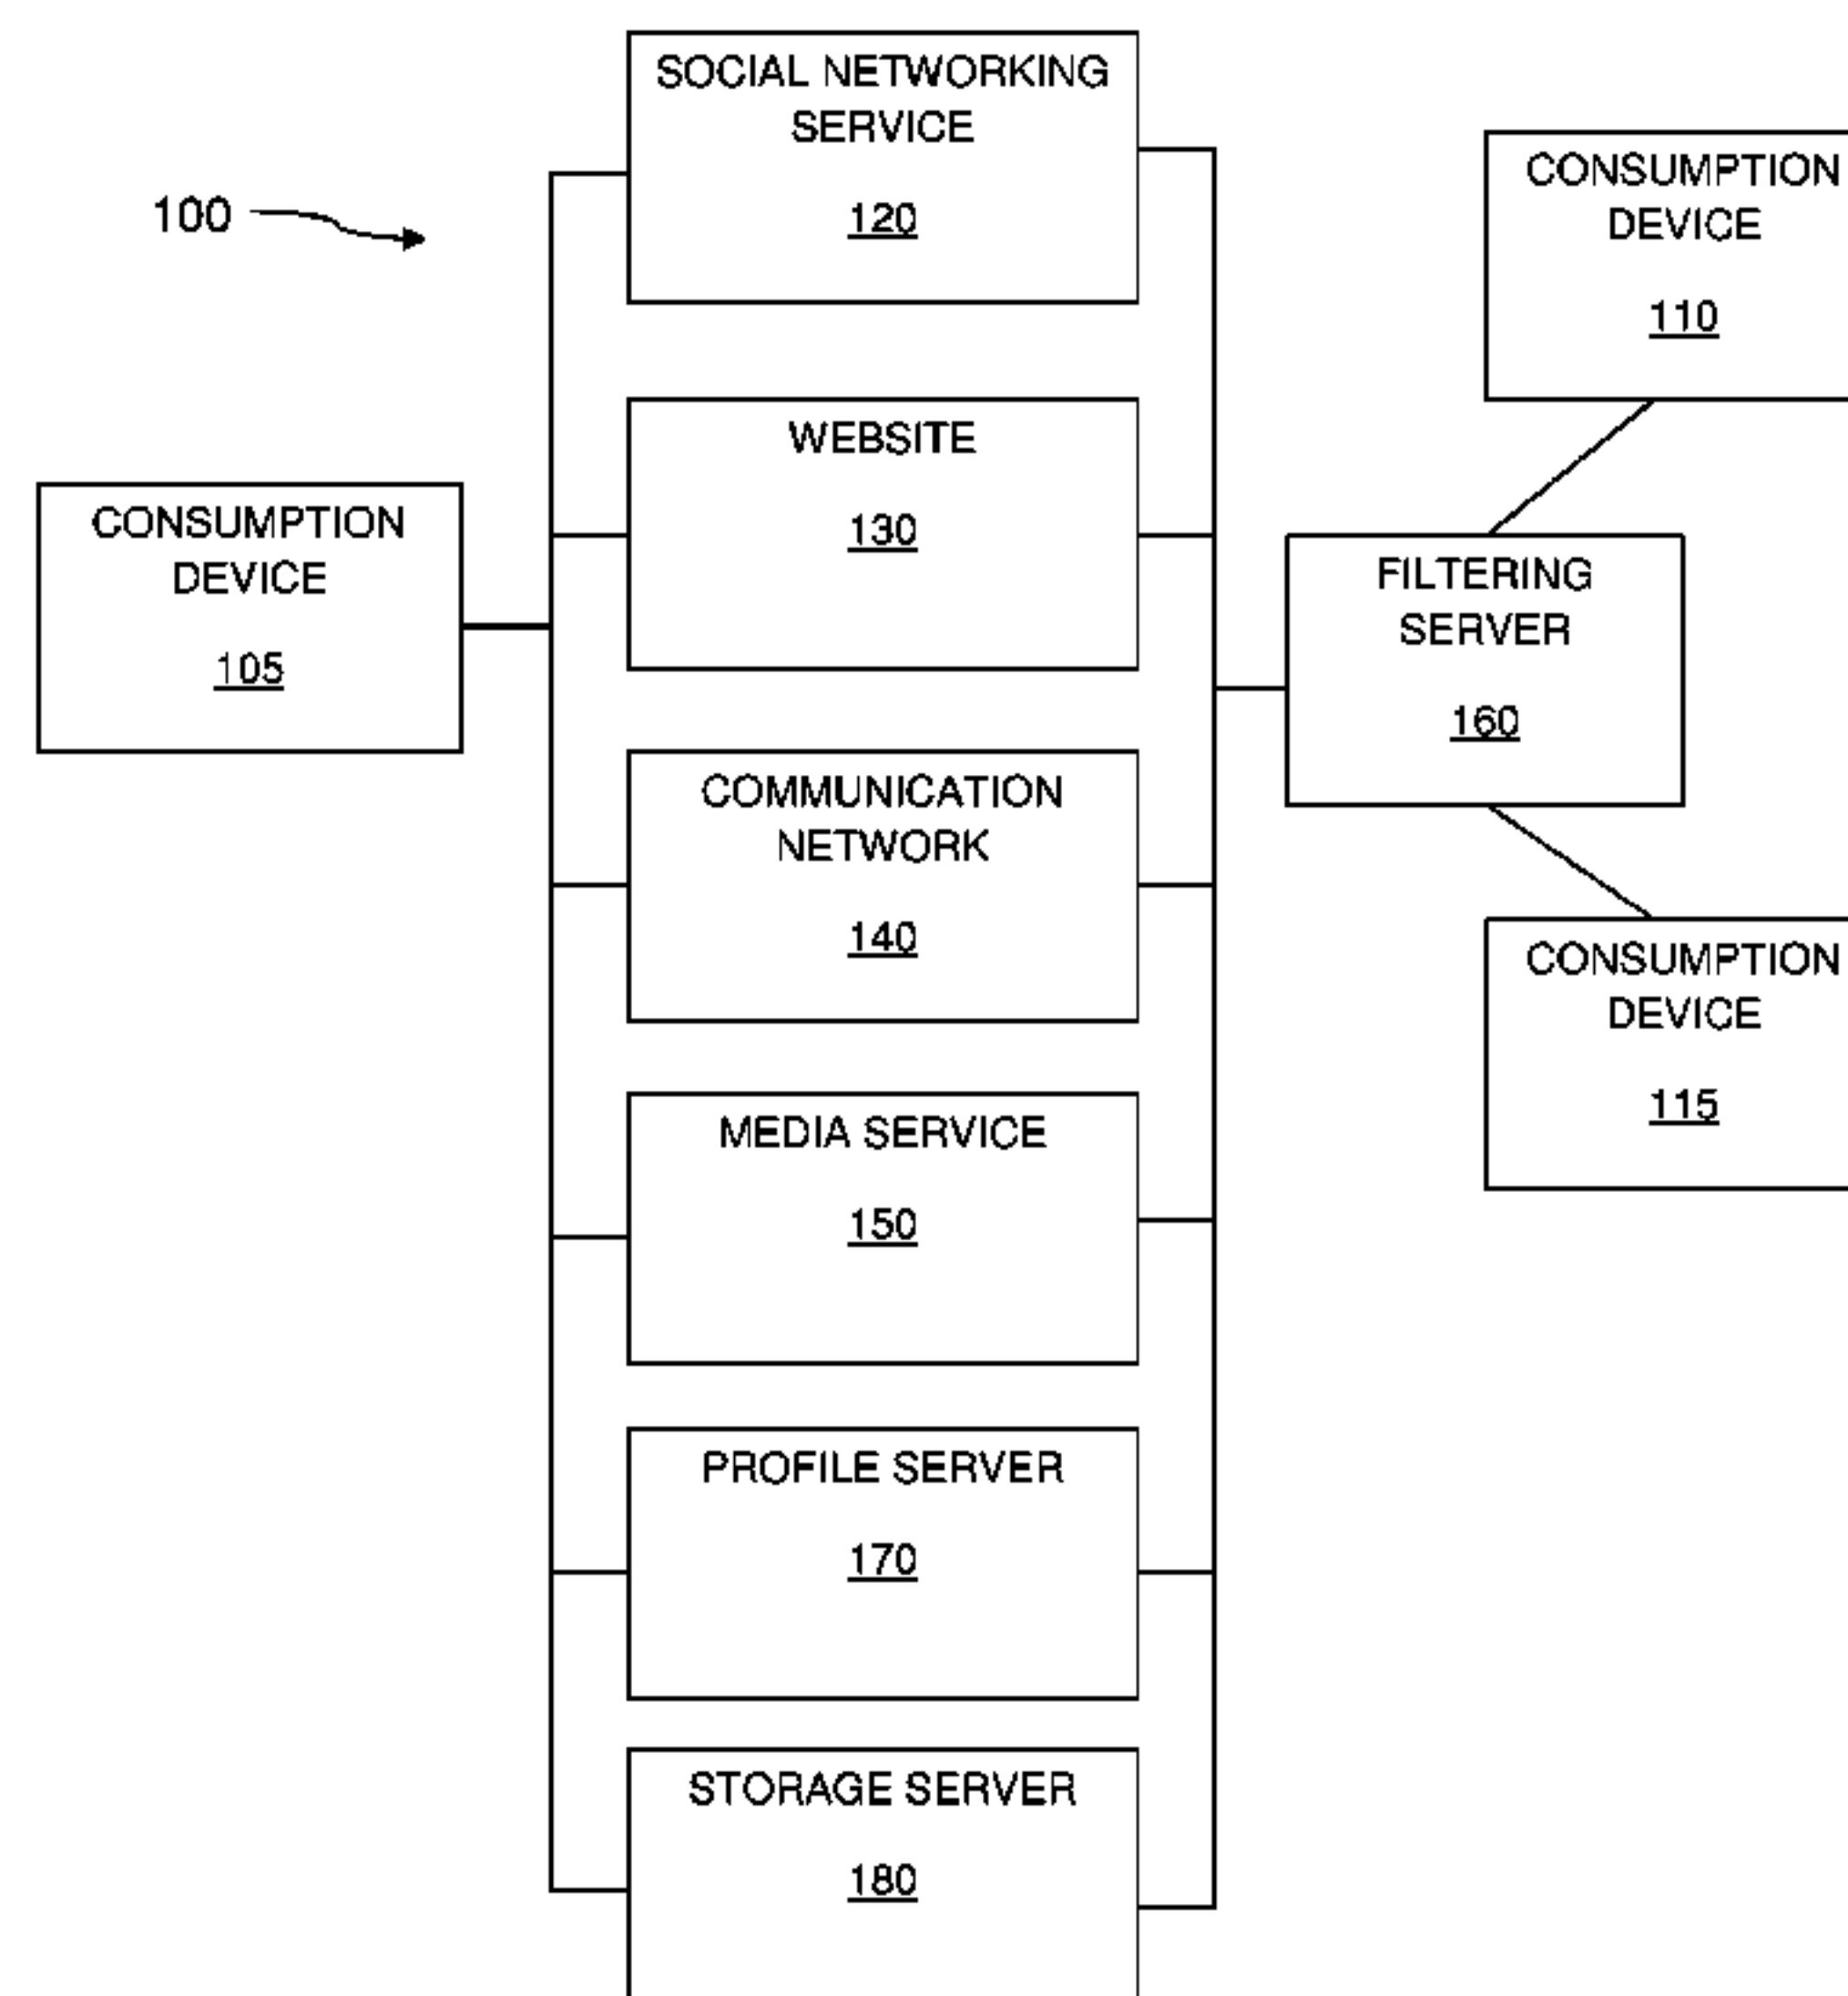 100
SOCIAL NETWORKING
SERVICE
120
CONSUMPTION
DEVICE
110
WEBSITE
130
CONSUMPTION
DEVICE
105
FILTERING
SERVER
160
COMMUNICATION
NETWORK
140
CONSUMPTION
DEVICE
115
MEDIA SERVICE
150
PROFILE SERVER
170
STORAGE SERVER
180